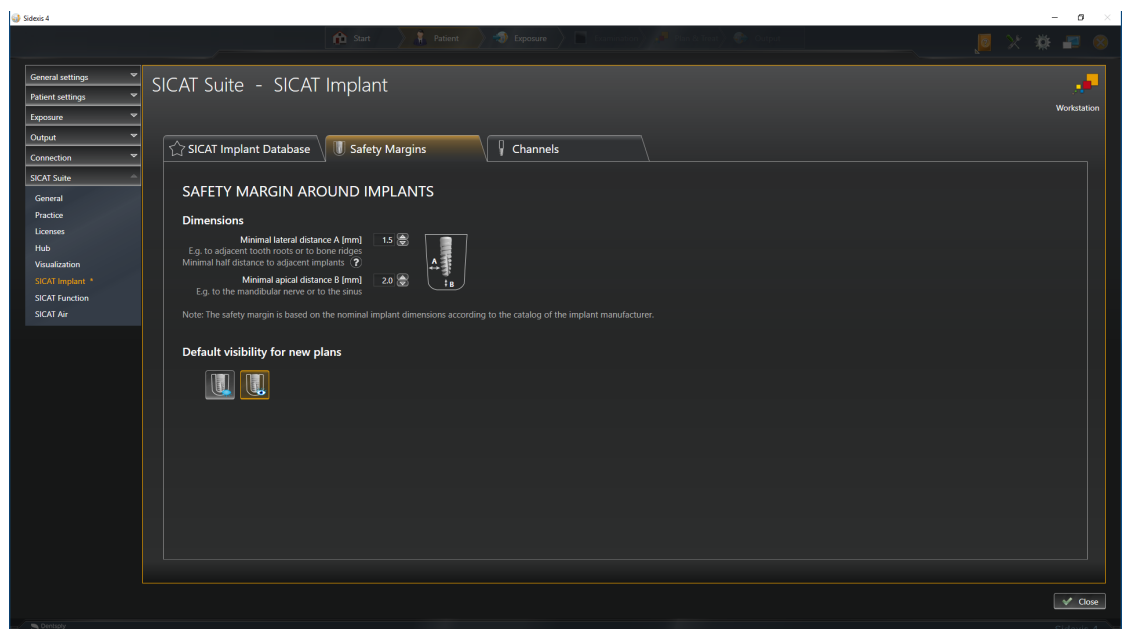 Sidexis 4
Start
Patient
Exposure
General settings
Patient settings
Exposure
Output
Connection
SICAT Suite
General
Practice
Licenses
Hub
Visualization
SICAT Implant *
SICAT Function
SICAT Air
SICAT Suite - SICAT Implant
Workstation
SICAT Implant Database
Safety Margins
Channels
SAFETY MARGIN AROUND IMPLANTS
Dimensions
Minimal lateral distance A [mm] 1.5
E.g. to adjacent tooth roots or to bone ridges
Minimal half distance to adjacent implants ?
A
B
Minimal apical distance B [mm] 2.0
E.g. to the mandibular nerve or to the sinus
Note: The safety margin is based on the nominal implant dimensions according to the catalog of the implant manufacturer.
Default visibility for new plans
Close
Dentsply
Sidexis 4